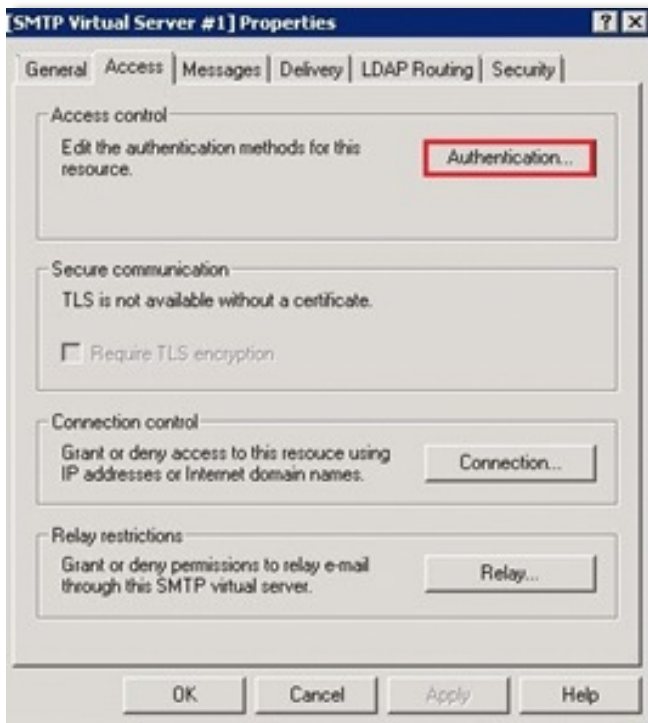 [SMTP Virtual Server #1] Properties
General Access Messages Delivery LDAP Routing Security
Access control
Edit the authentication methods for this
resource.
Authentication...
Secure communication
TLS is not available without a certificate.
Require TLS encryption
Connection control
Grant or deny access to this resouce using
IP addresses or Internet domain names.
Connection...
Relay restrictions
Grant or deny permissions to relay e-mail
through this SMTP virtual server.
Relay...
OK Cancel Apply Help